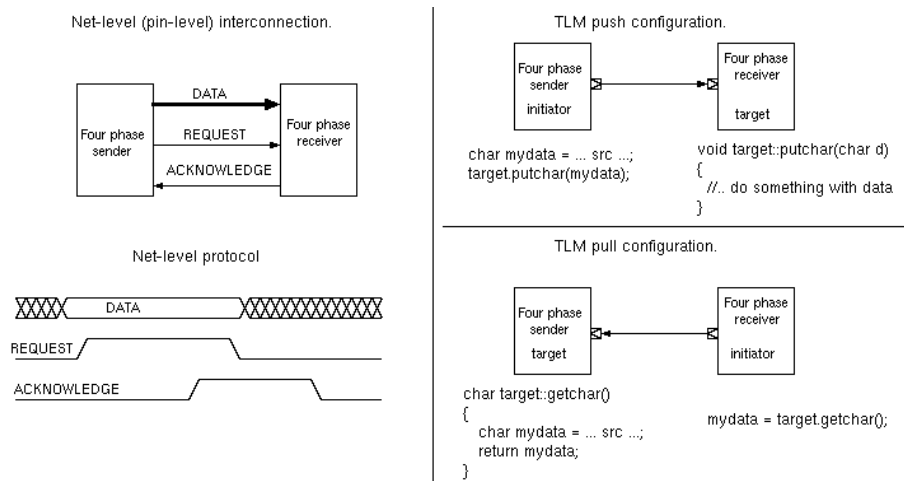 Net-level (pin-level) interconnection.
Four phase
sender
DATA
REQUEST
ACKNOWLEDGE
Four phase
receiver
Net-level protocol
DATA
REQUEST
ACKNOWLEDGE
TLM push configuration.
Four phase
sender
initiator
Four phase
receiver
target
char mydata = ... src ...;
target.putchar(mydata);
void target::putchar(char d)
{
//.. do something with data
}
TLM pull configuration.
Four phase
sender
target
Four phase
receiver
initiator
char target::getchar()
{
char mydata = ... src ...;
return mydata;
}
mydata = target.getchar();